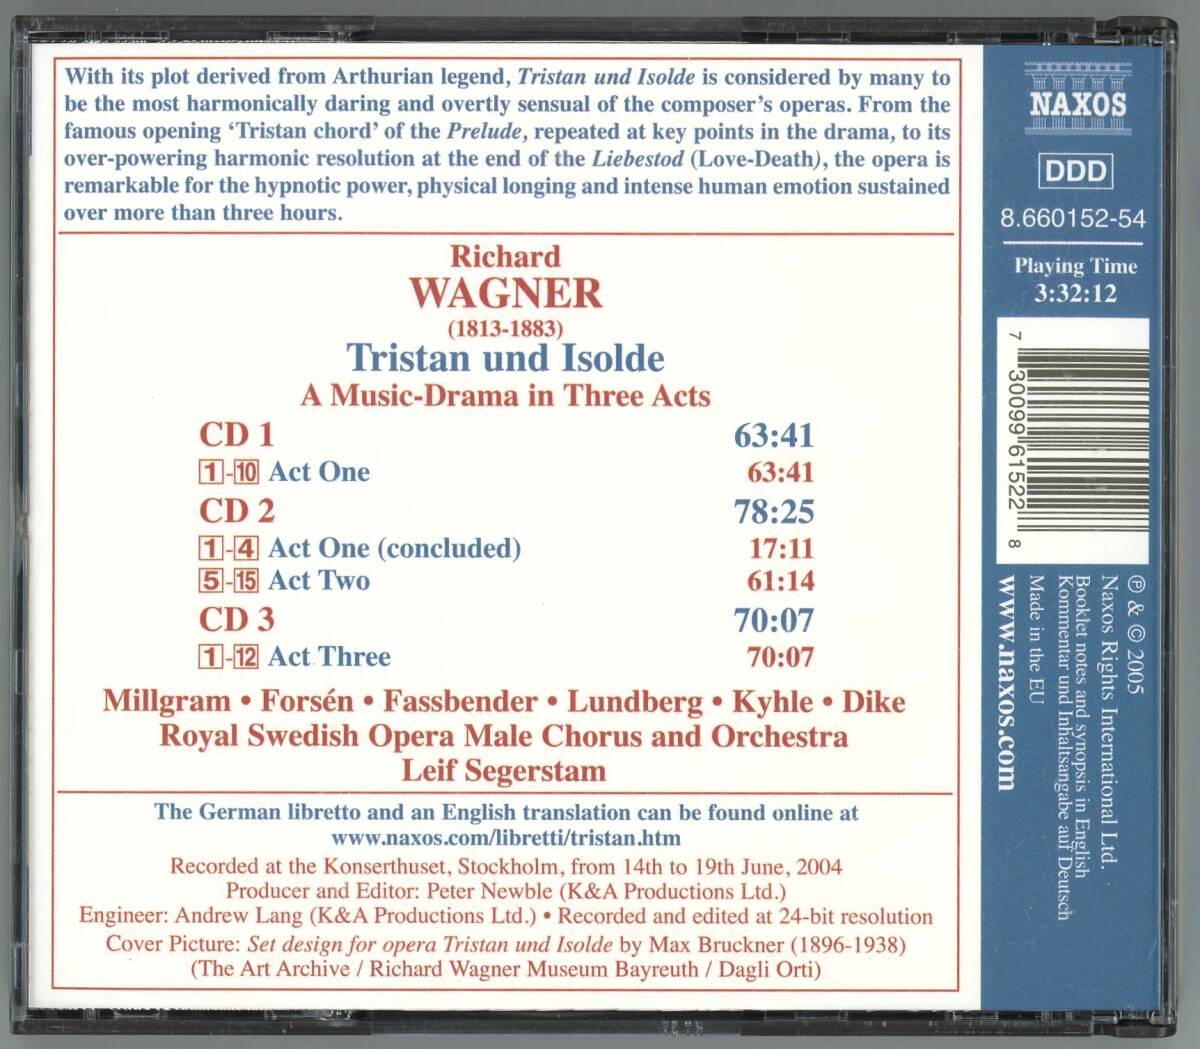 With its plot derived from Arthurian legend, Tristan und Isolde is considered by many to
be the most harmonically daring and overtly sensual of the composer's operas. From the
famous opening ‘Tristan chord’ of the Prelude, repeated at key points in the drama, to its
over-powering harmonic resolution at the end of the Liebestod (Love-Death), the opera is
remarkable for the hypnotic power, physical longing and intense human emotion sustained
over more than three hours.
Richard
WAGNER
(1813-1883)
Tristan und Isolde
A Music-Drama in Three Acts
CD 1 63:41
1-10 Act One 63:41
CD 2 78:25
1-4 Act One (concluded) 17:11
5-15 Act Two 61:14
CD 3 70:07
1-12 Act Three 70:07
Millgram • Forsén • Fassbender • Lundberg • Kyhle • Dike
Royal Swedish Opera Male Chorus and Orchestra
Leif Segerstam
The German libretto and an English translation can be found online at
www.naxos.com/libretti/tristan.htm
Recorded at the Konserthuset, Stockholm, from 14th to 19th June, 2004
Producer and Editor: Peter Newble (K&A Productions Ltd.)
Engineer: Andrew Lang (K&A Productions Ltd.) • Recorded and edited at 24-bit resolution
Cover Picture: Set design for opera Tristan und Isolde by Max Bruckner (1896-1938)
(The Art Archive / Richard Wagner Museum Bayreuth / Dagli Orti)
NAXOS
DDD
8.660152-54
Playing Time
3:32:12
7 30099 61522 8
℗ & © 2005
Naxos Rights International Ltd.
Booklet notes and synopsis in English
Kommentar und Inhaltsangabe auf Deutsch
Made in the EU
www.naxos.com